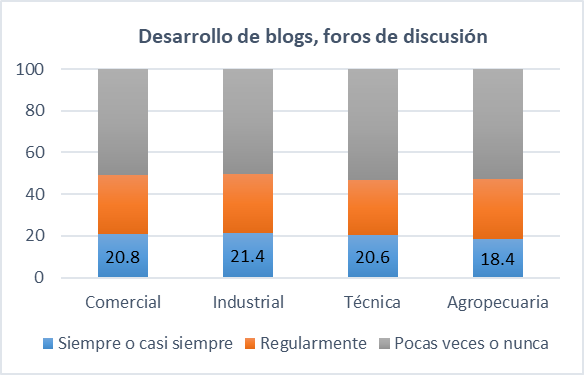 Desarrollo de blogs, foros de discusión
100
80
60
40
20
0
20.8 21.4 20.6 18.4
Comercial Industrial Técnica Agropecuaria
Siempre o casi siempre Regularmente Pocas veces o nunca